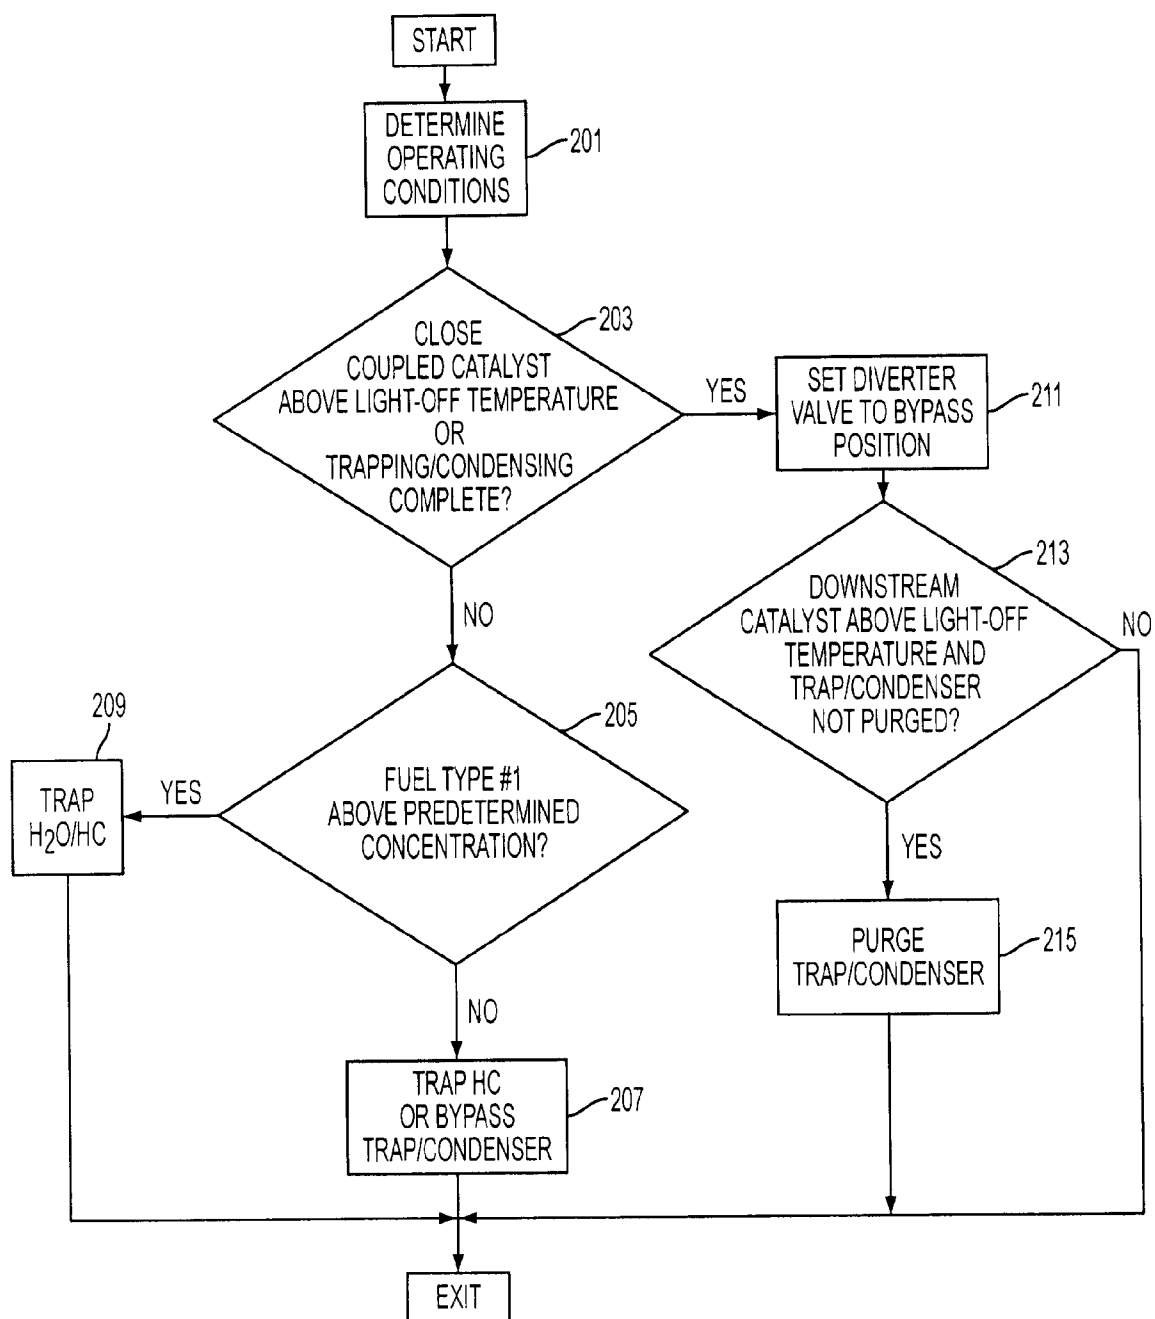 START
DETERMINE
OPERATING
CONDITIONS
201
CLOSE
COUPLED CATALYST
ABOVE LIGHT-OFF TEMPERATURE
OR
TRAPPING/CONDENSING
COMPLETE?
203
YES
SET DIVERTER
VALVE TO BYPASS
POSITION
211
NO
DOWNSTREAM
CATALYST ABOVE LIGHT-OFF
TEMPERATURE AND
TRAP/CONDENSER
NOT PURGED?
213
NO
209
TRAP
H2O/HC
YES
FUEL TYPE #1
ABOVE PREDETERMINED
CONCENTRATION?
205
YES
PURGE
TRAP/CONDENSER
215
NO
TRAP HC
OR BYPASS
TRAP/CONDENSER
207
EXIT